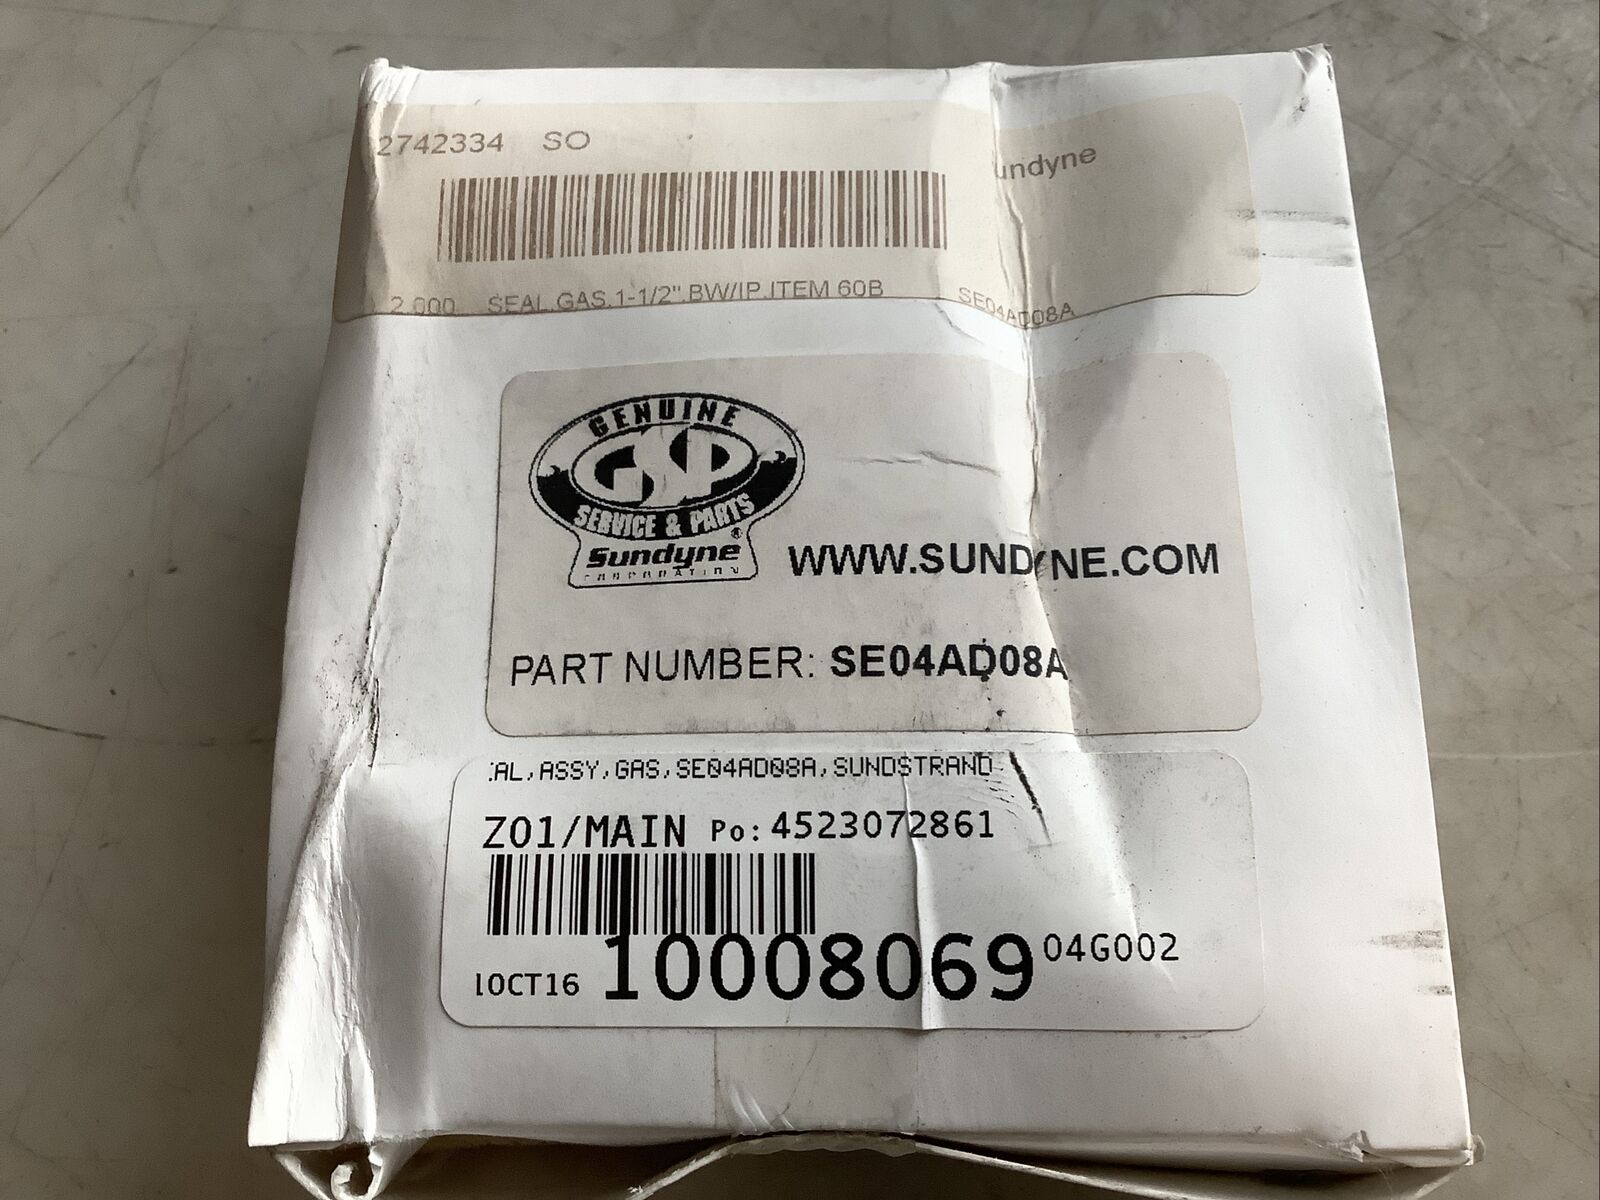 2742334 SO
undyne
2.000 SEAL,GAS,1-1/2",BW/IP,ITEM 60B SE04AD08A
GENUINE
GSP
SERVICE & PARTS
Sundyne®
CORPORATION
WWW.SUNDYNE.COM
PART NUMBER: SE04AD08A
AL,ASSY,GAS,SE04AD08A,SUNDSTRAND
Z01/MAIN Po: 4523072861
10008069 04G002
10CT16